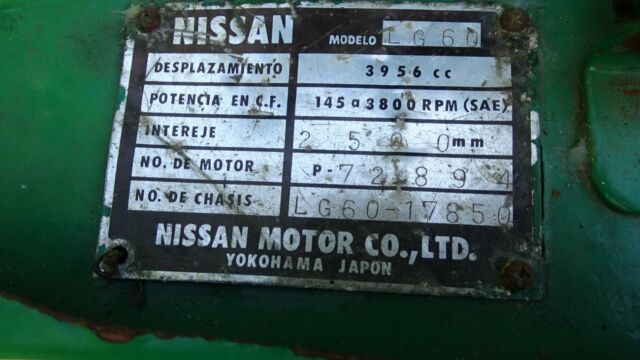 NISSAN MODELO LG60
DESPLAZAMIENTO 3956 cc
POTENCIA EN C.F. 145 a 3800 RPM (SAE)
INTEREJE 2500 mm
NO. DE MOTOR P-72894
NO. DE CHASIS LG60-17850
NISSAN MOTOR CO.,LTD.
YOKOHAMA JAPON